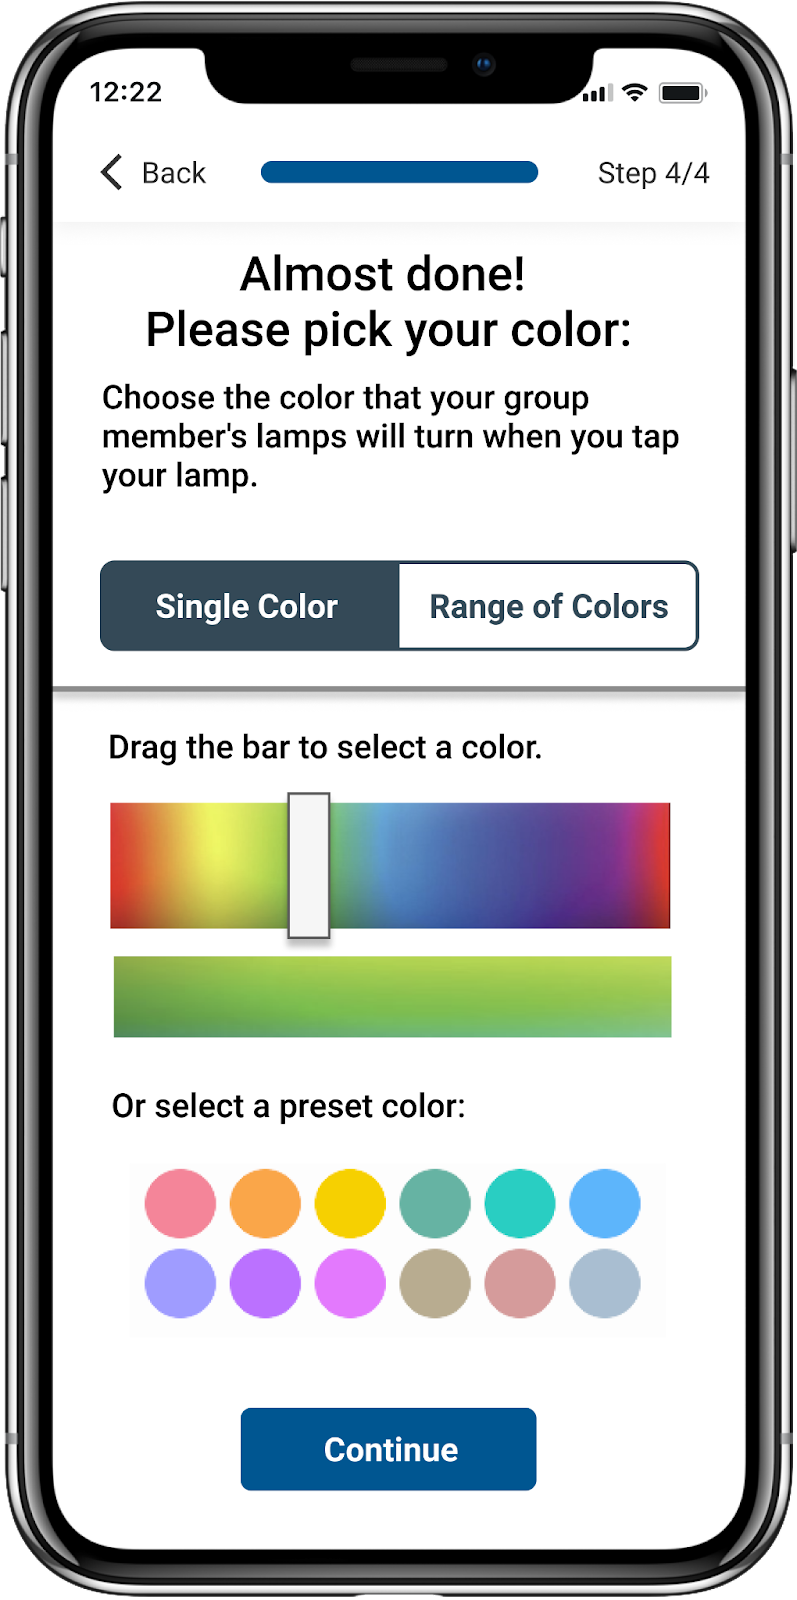 12:22
Back
Step 4/4
Almost done!
Please pick your color:
Choose the color that your group
member's lamps will turn when you tap
your lamp.
Single Color
Range of Colors
Drag the bar to select a color.
Or select a preset color:
Continue